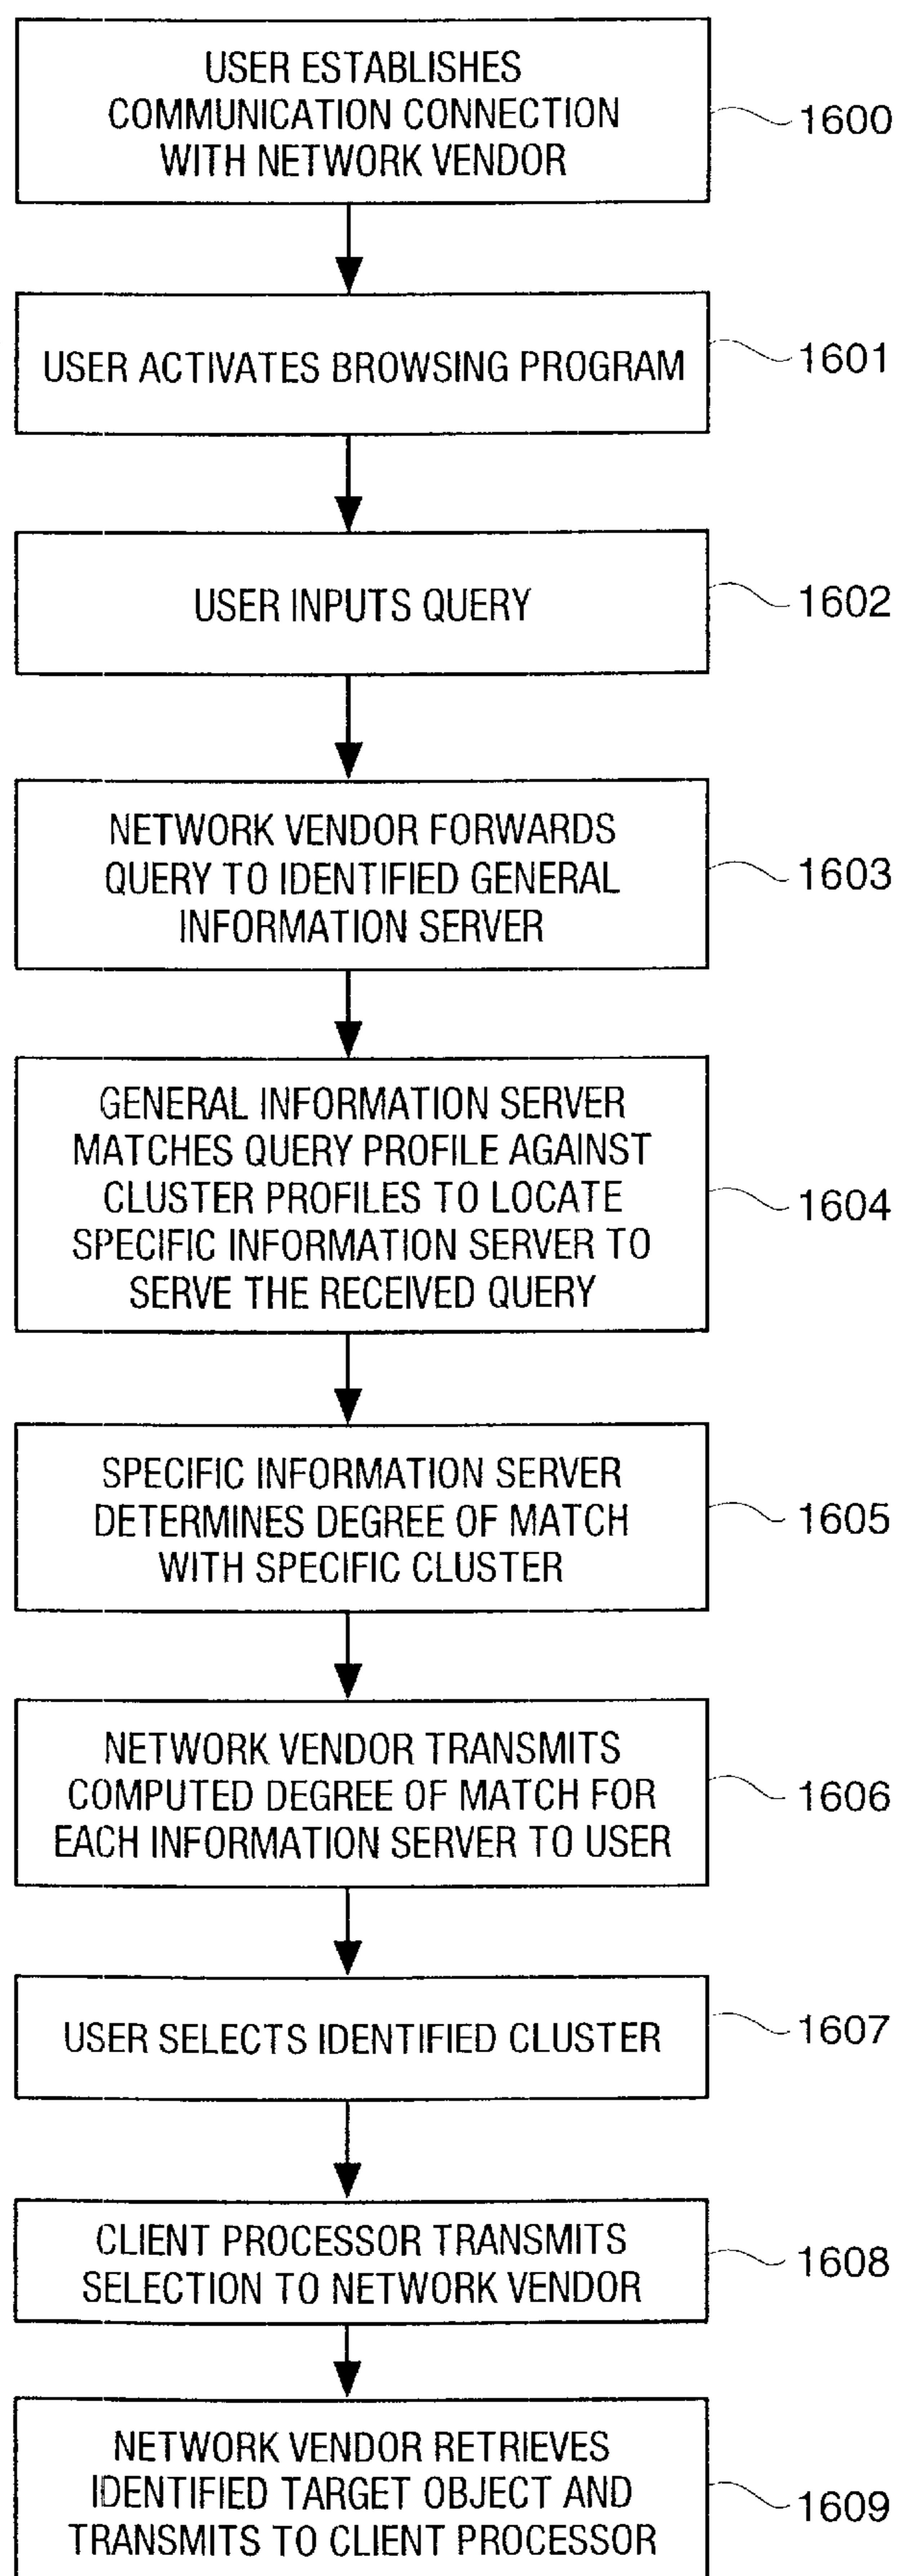 USER ESTABLISHES
COMMUNICATION CONNECTION
WITH NETWORK VENDOR
1600
USER ACTIVATES BROWSING PROGRAM
1601
USER INPUTS QUERY
1602
NETWORK VENDOR FORWARDS
QUERY TO IDENTIFIED GENERAL
INFORMATION SERVER
1603
GENERAL INFORMATION SERVER
MATCHES QUERY PROFILE AGAINST
CLUSTER PROFILES TO LOCATE
SPECIFIC INFORMATION SERVER TO
SERVE THE RECEIVED QUERY
1604
SPECIFIC INFORMATION SERVER
DETERMINES DEGREE OF MATCH
WITH SPECIFIC CLUSTER
1605
NETWORK VENDOR TRANSMITS
COMPUTED DEGREE OF MATCH FOR
EACH INFORMATION SERVER TO USER
1606
USER SELECTS IDENTIFIED CLUSTER
1607
CLIENT PROCESSOR TRANSMITS
SELECTION TO NETWORK VENDOR
1608
NETWORK VENDOR RETRIEVES
IDENTIFIED TARGET OBJECT AND
TRANSMITS TO CLIENT PROCESSOR
1609